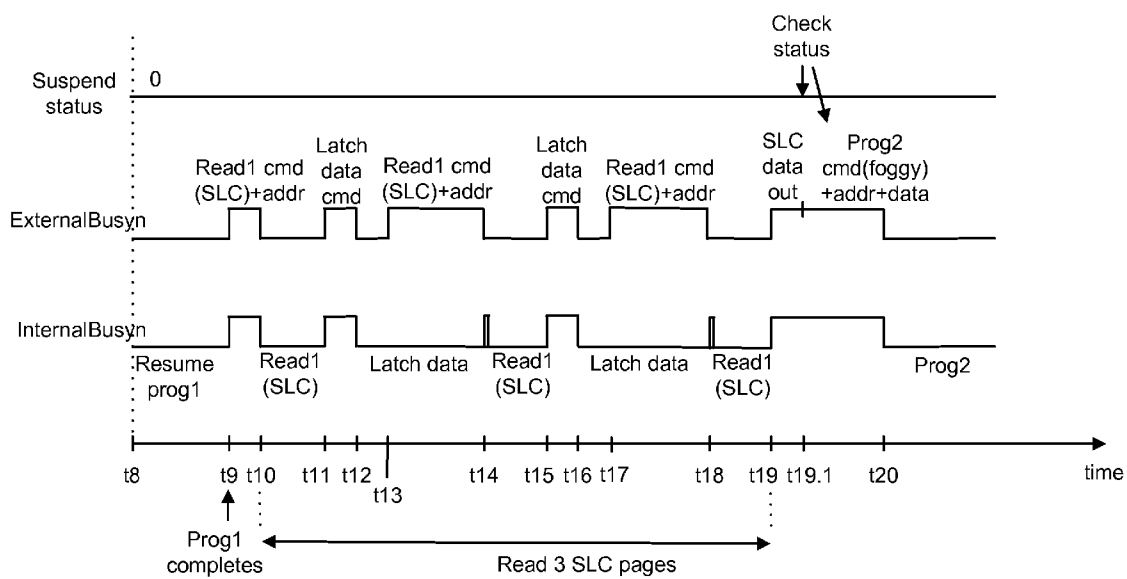 Check
status
Suspend
status
0
Read1 cmd
(SLC)+addr
Latch
data
cmd
Read1 cmd
(SLC)+addr
Latch
data
cmd
Read1 cmd
(SLC)+addr
SLC
data
out
Prog2
cmd(foggy)
+addr+data
ExternalBusyn
InternalBusyn
Resume
prog1
Read1
(SLC)
Latch data
Read1
(SLC)
Latch data
Read1
(SLC)
Prog2
t8
t9
t10
t11
t12
t13
t14
t15
t16
t17
t18
t19
t19.1
t20
time
Prog1
completes
Read 3 SLC pages